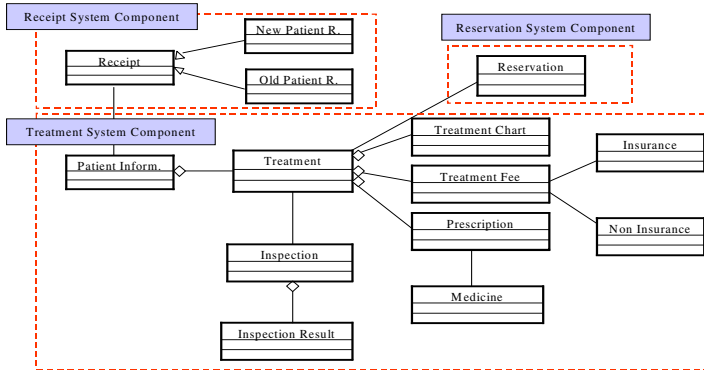 Receipt System Component
New Patient R.
Reservation System Component
Receipt
Reservation
Old Patient R.
Treatment System Component
Treatment Chart
Insurance
Patient Inform.
Treatment
Treatment Fee
Prescription
Non Insurance
Inspection
Medicine
Inspection Result